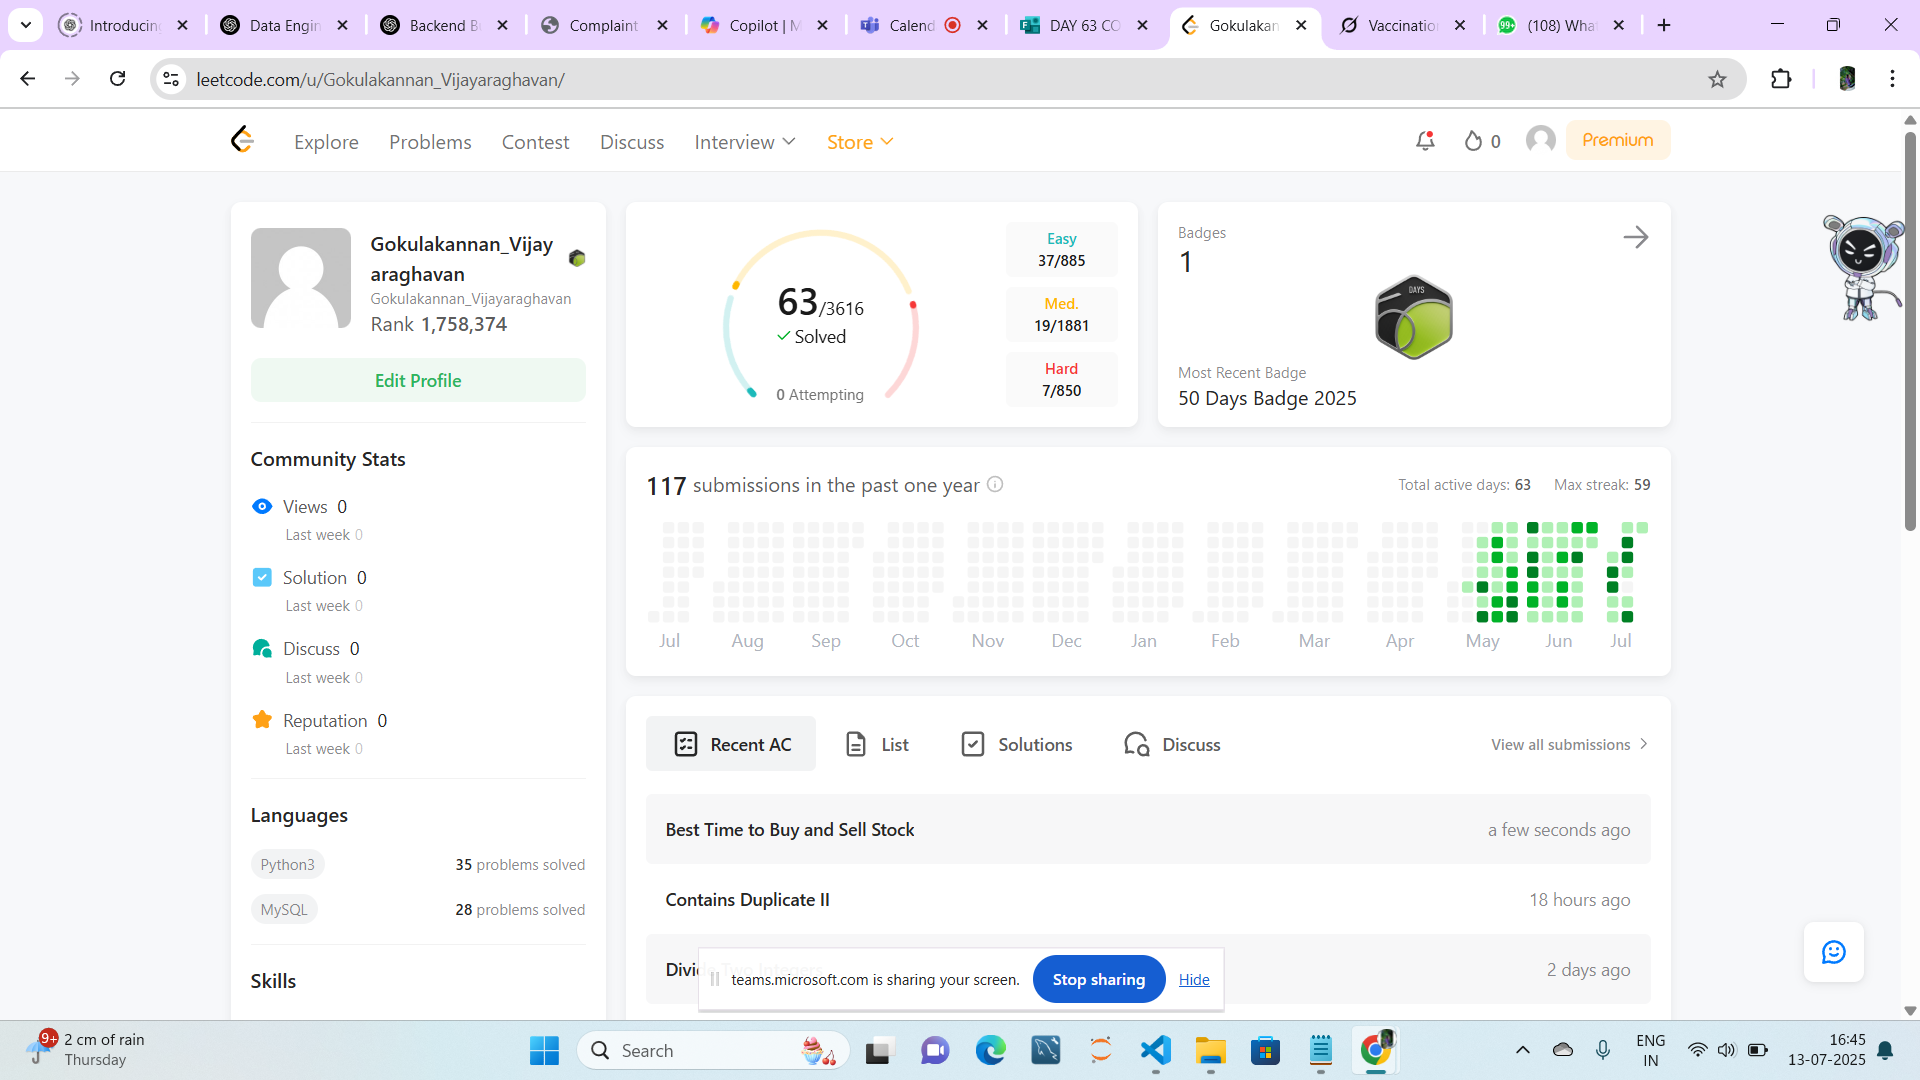 Introducing
Data Engin
Backend B
Complaint
Copilot | M
Calend
DAY 63 CO
Gokulakan
Vaccination
99+
(108) Wha
leetcode.com/u/Gokulakannan_Vijayaraghavan/
Explore
Problems
Contest
Discuss
Interview
Store
0
Premium
Gokulakannan_Vijay
araghavan
Gokulakannan_Vijayaraghavan
Rank 1,758,374
Edit Profile
Community Stats
Views 0
Last week 0
Solution 0
Last week 0
Discuss 0
Last week 0
Reputation 0
Last week 0
Languages
Python3
35 problems solved
MySQL
28 problems solved
Skills
63/3616
Solved
0 Attempting
Easy
37/885
Med.
19/1881
Hard
7/850
Badges
1
DAYS
Most Recent Badge
50 Days Badge 2025
117 submissions in the past one year
Total active days: 63
Max streak: 59
Jul
Aug
Sep
Oct
Nov
Dec
Jan
Feb
Mar
Apr
May
Jun
Jul
Recent AC
List
Solutions
Discuss
View all submissions
Best Time to Buy and Sell Stock
a few seconds ago
Contains Duplicate II
18 hours ago
2 days ago
teams.microsoft.com is sharing your screen.
Stop sharing
Hide
9+
2 cm of rain
Thursday
Search
ENG
IN
16:45
13-07-2025